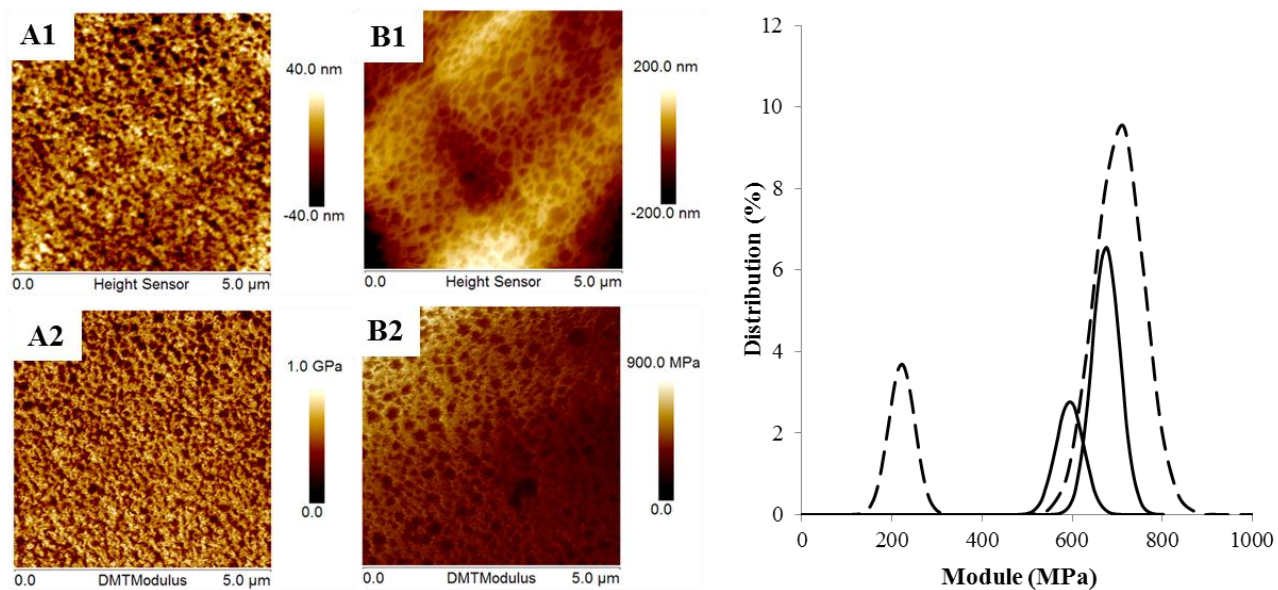 A1
40.0 nm
-40.0 nm
0.0 Height Sensor 5.0 µm
B1
200.0 nm
-200.0 nm
0.0 Height Sensor 5.0 µm
A2
1.0 GPa
0.0
0.0 DMTModulus 5.0 µm
B2
900.0 MPa
0.0
0.0 DMTModulus 5.0 µm
Distribution (%)
12
10
8
6
4
2
0
0 200 400 600 800 1000
Module (MPa)